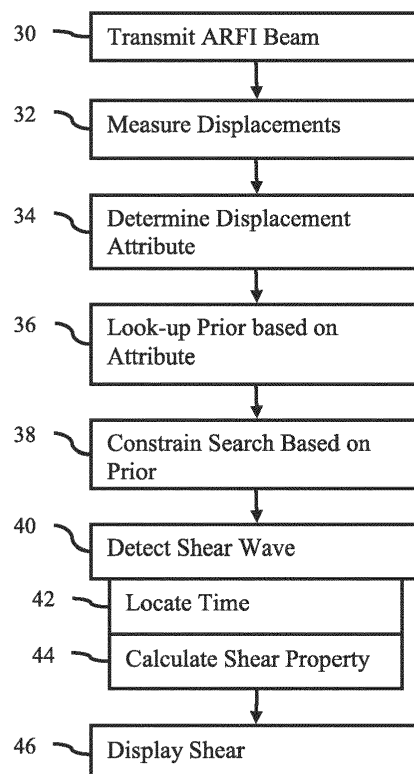 30 Transmit ARFI Beam
32 Measure Displacements
34 Determine Displacement
Attribute
36 Look-up Prior based on
Attribute
38 Constrain Search Based on
Prior
40 Detect Shear Wave
42 Locate Time
44 Calculate Shear Property
46 Display Shear